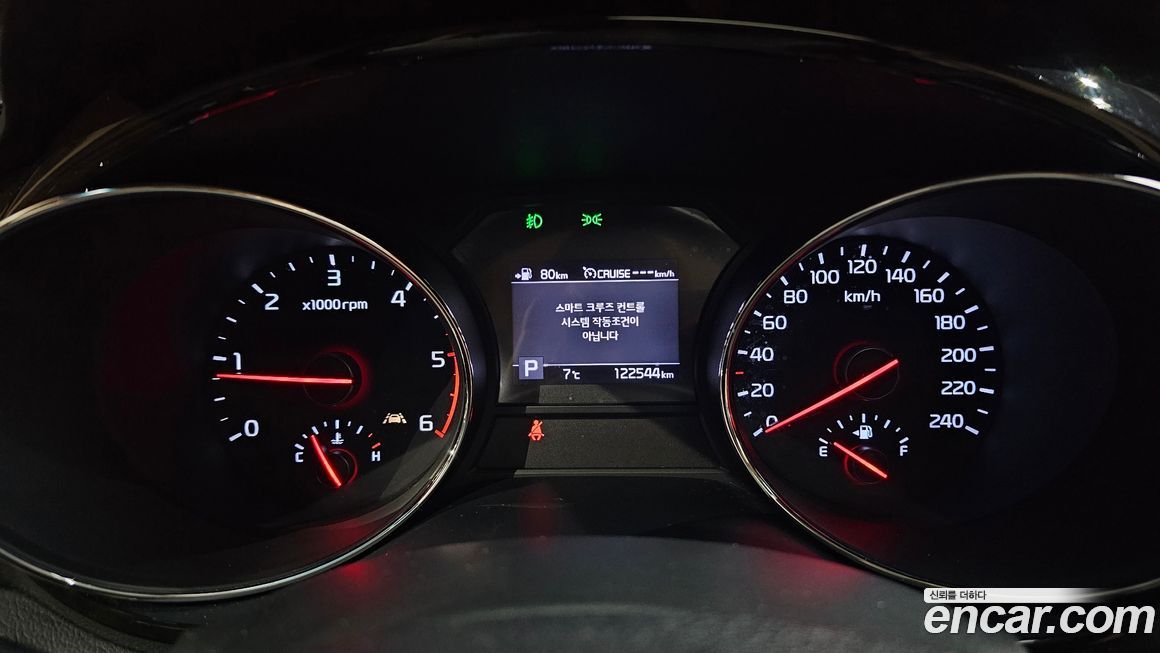 0
1
2
3
4
5
6
x1000rpm
C
H
80km
CRUISE ---km/h
스마트 크루즈 컨트롤
시스템 작동조건이
아닙니다
P 7℃ 122544km
0
20
40
60
80
100
120
140
160
180
200
220
240
km/h
E
F
신뢰를 더하다
encar.com